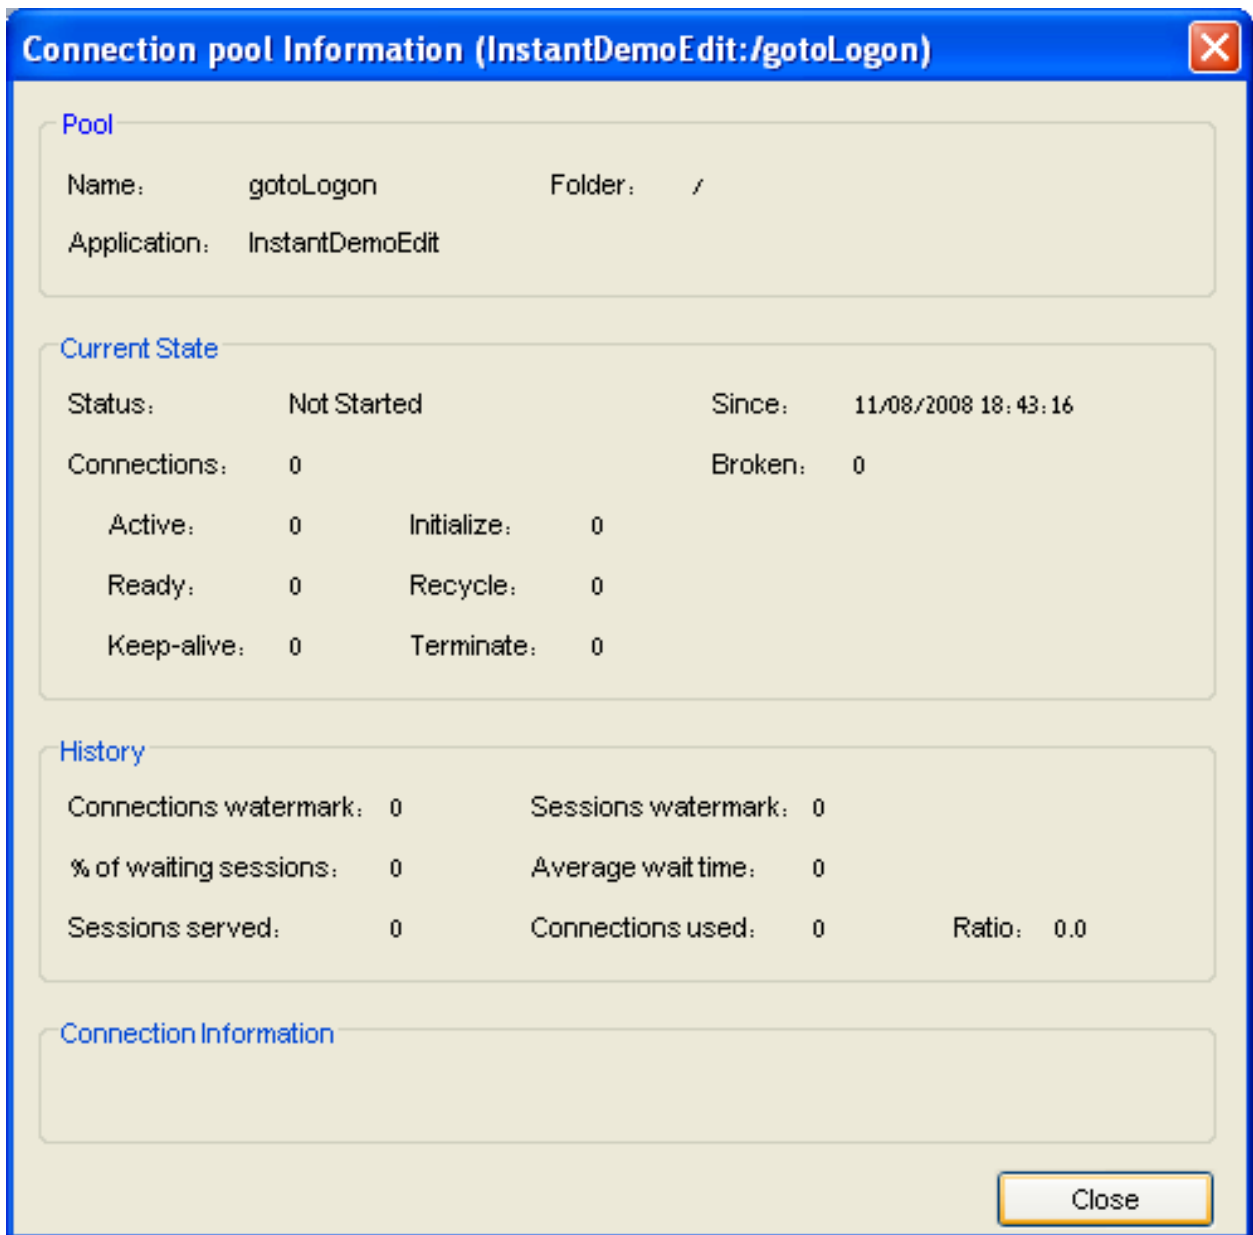 Connection pool Information (InstantDemoEdit:/gotoLogon)
Pool
Name: gotoLogon Folder: /
Application: InstantDemoEdit
Current State
Status: Not Started Since: 11/08/2008 18:43:16
Connections: 0 Broken: 0
Active: 0 Initialize: 0
Ready: 0 Recycle: 0
Keep-alive: 0 Terminate: 0
History
Connections watermark: 0 Sessions watermark: 0
% of waiting sessions: 0 Average wait time: 0
Sessions served: 0 Connections used: 0 Ratio: 0.0
Connection Information
Close